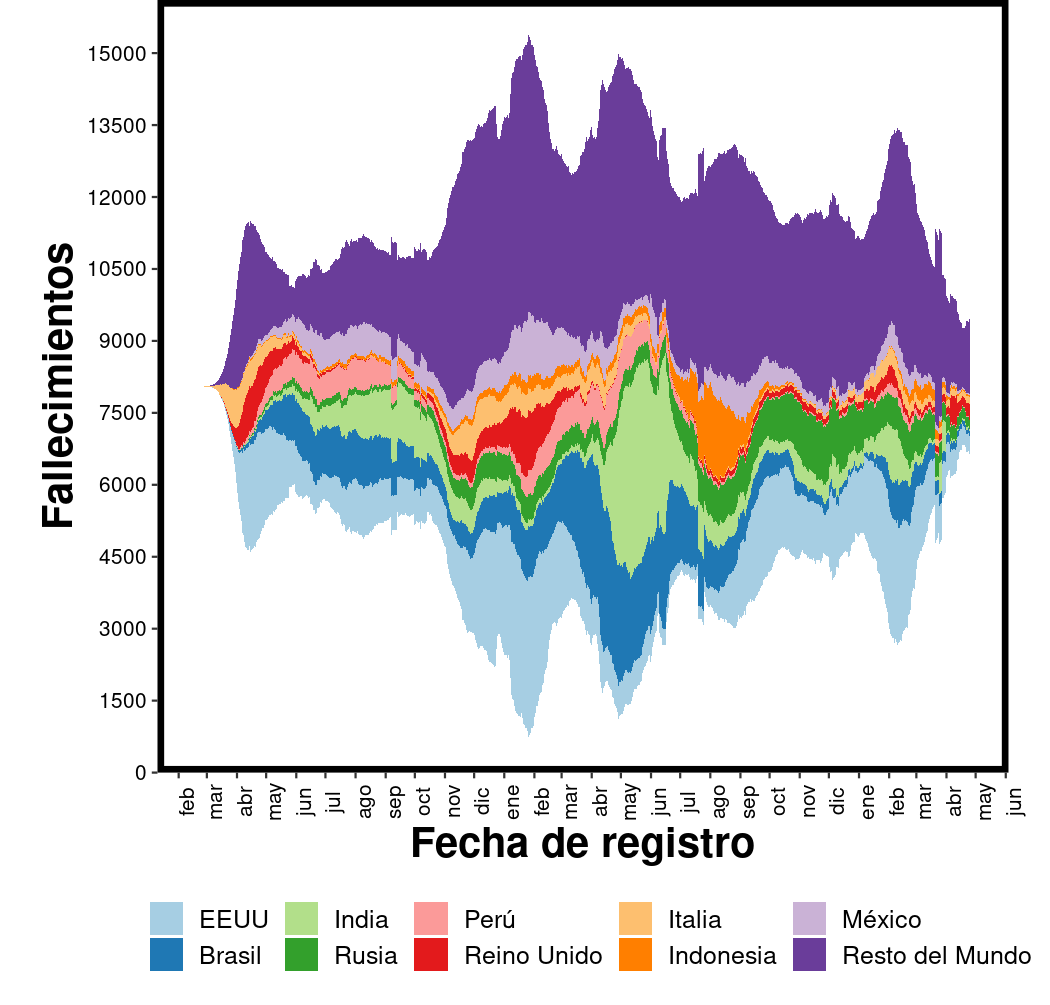 Fallecimientos
15000
13500
12000
10500
9000
7500
6000
4500
3000
1500
0
feb mar abr may jun jul ago sep oct nov dic ene feb mar abr may jun jul ago sep oct nov dic ene feb mar abr may jun
Fecha de registro
EEUU India Perú Italia México
Brasil Rusia Reino Unido Indonesia Resto del Mundo